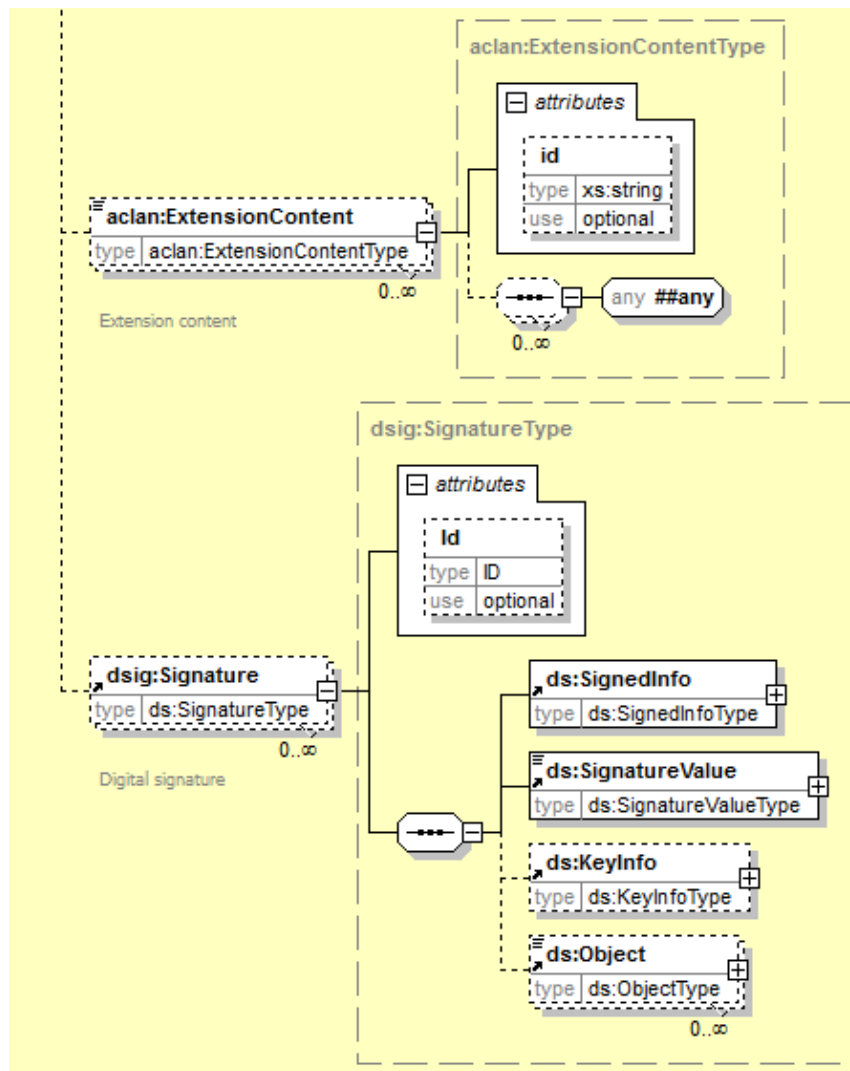 aclan:ExtensionContentType
attributes
id
type xs:string
use optional
aclan:ExtensionContent
type aclan:ExtensionContentType
0..∞
Extension content
any ##any
0..∞
dsig:SignatureType
attributes
Id
type ID
use optional
dsig:Signature
type ds:SignatureType
0..∞
Digital signature
ds:SignedInfo
type ds:SignedInfoType
ds:SignatureValue
type ds:SignatureValueType
ds:KeyInfo
type ds:KeyInfoType
ds:Object
type ds:ObjectType
0..∞